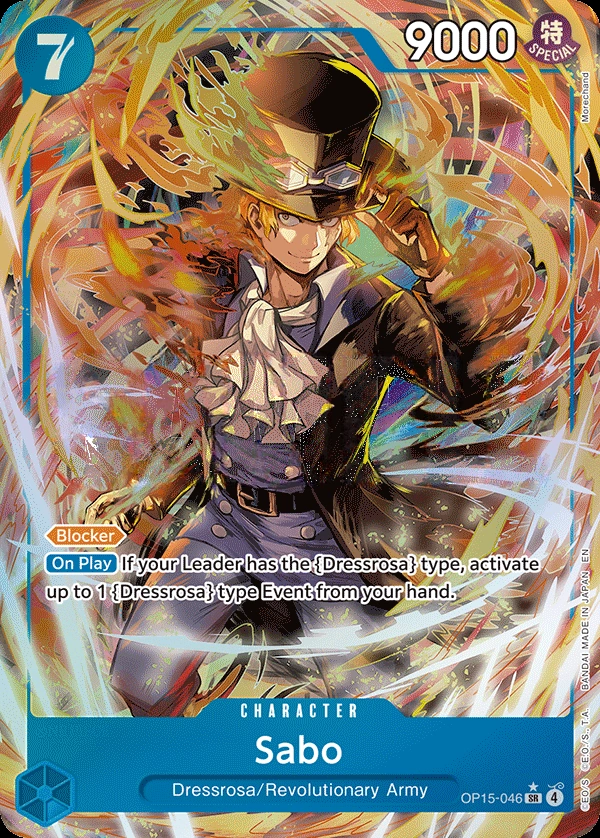 7
9000
特
SPECIAL
Morechand
Blocker
On Play If your Leader has the {Dressrosa} type, activate
up to 1 {Dressrosa} type Event from your hand.
CHARACTER
Sabo
Dressrosa/Revolutionary Army
OP15-046 SR 4
©E.O/S. ©E.O./S.,T.A. BANDAI MADE IN JAPAN EN